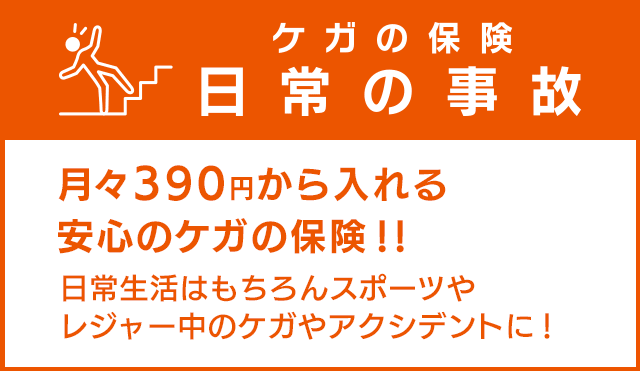 ケガの保険
日常の事故
月々390円から入れる
安心のケガの保険!!
日常生活はもちろんスポーツや
レジャー中のケガやアクシデントに!